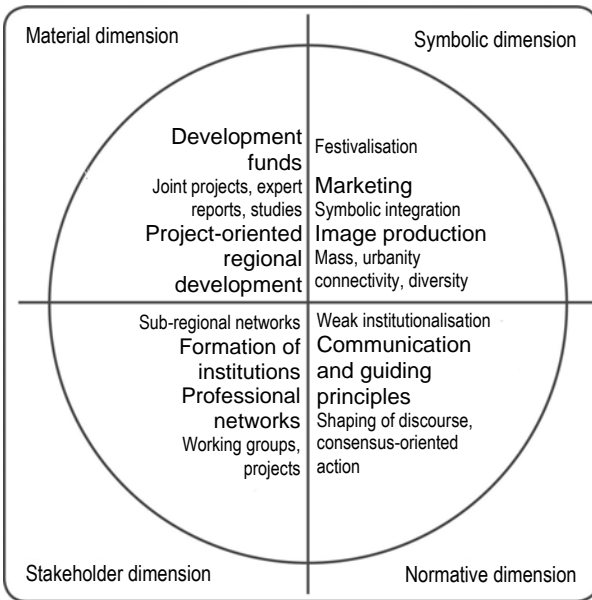 Material dimension
Symbolic dimension
Development
funds
Joint projects, expert
reports, studies
Project-oriented
regional
development
Festivalisation
Marketing
Symbolic integration
Image production
Mass, urbanity
connectivity, diversity
Sub-regional networks
Formation of
institutions
Professional
networks
Working groups,
projects
Weak institutionalisation
Communication
and guiding
principles
Shaping of discourse,
consensus-oriented
action
Stakeholder dimension
Normative dimension